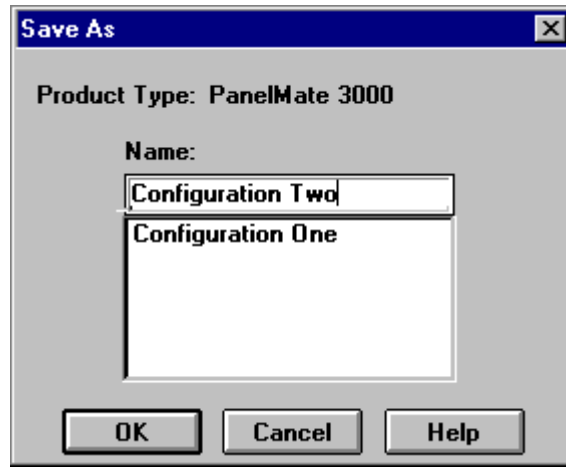 Save As
Product Type: PanelMate 3000
Name:
Configuration Two
Configuration One
OK Cancel Help